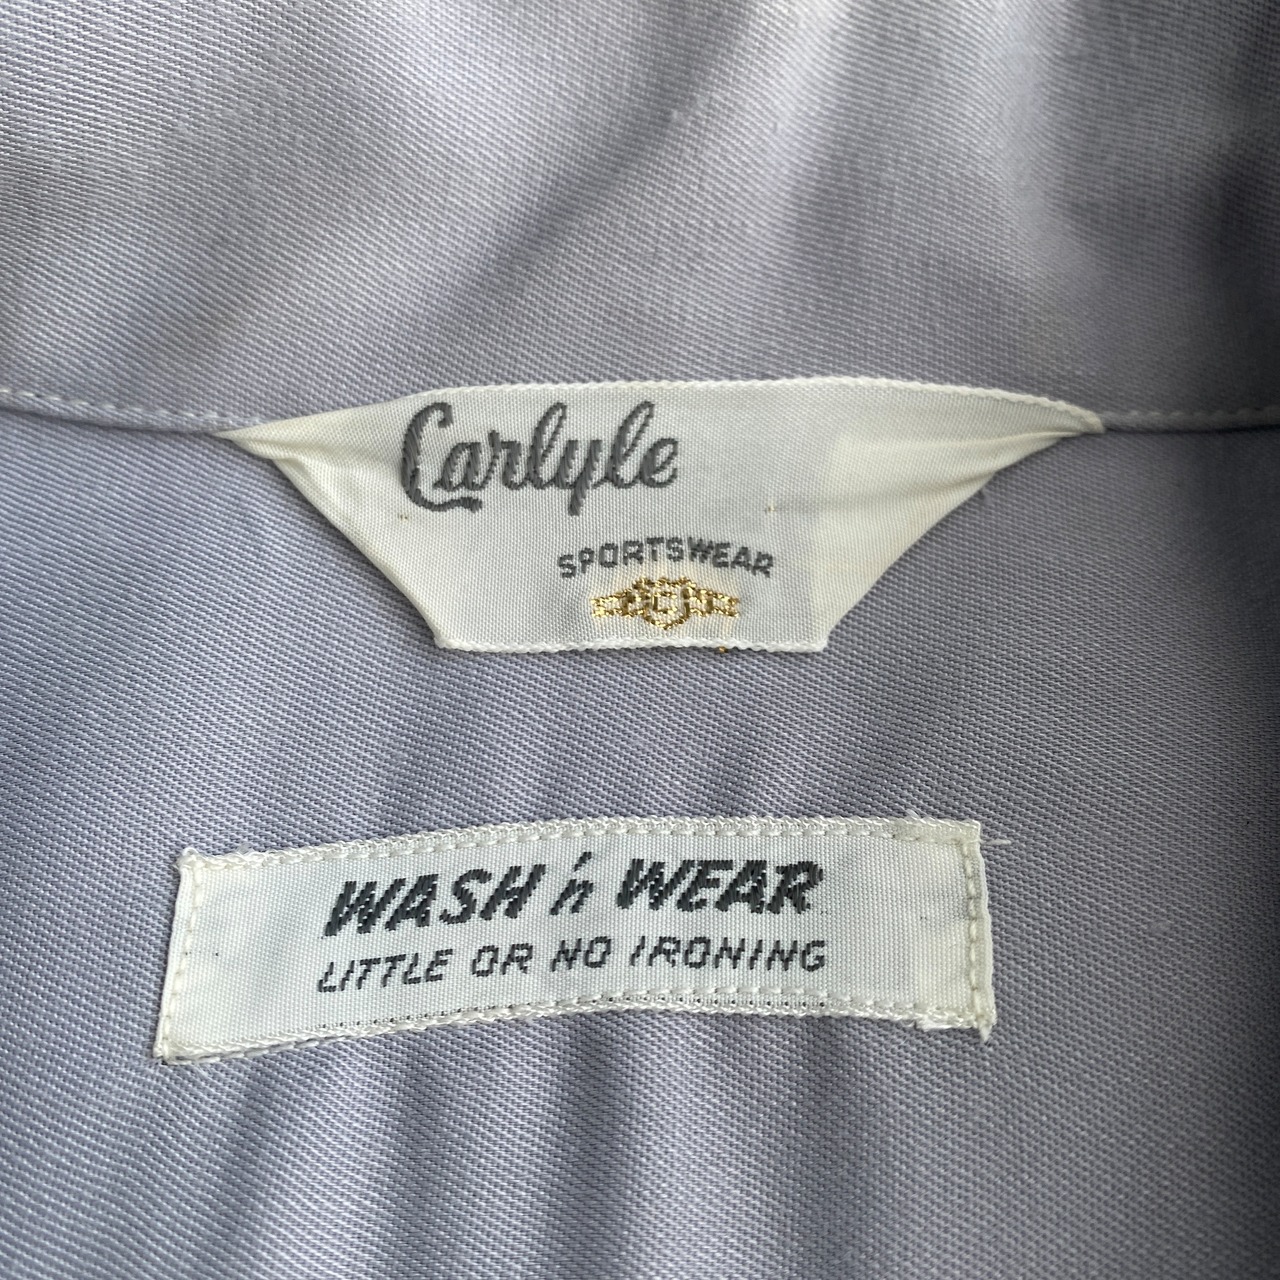 Carlyle
SPORTSWEAR
C
WASH 'n WEAR
LITTLE OR NO IRONING